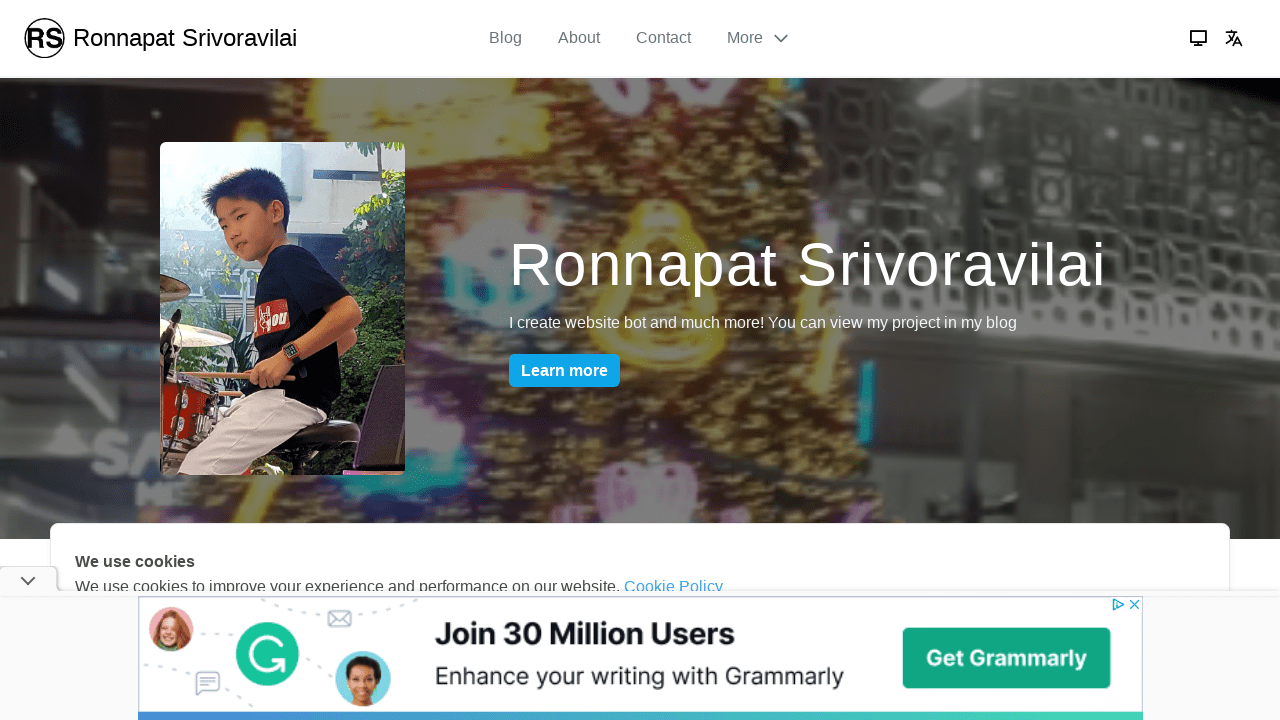 RS Ronnapat Srivoravilai
Blog
About
Contact
More
Ronnapat Srivoravilai
I create website bot and much more! You can view my project in my blog
Learn more
We use cookies
We use cookies to improve your experience and performance on our website. Cookie Policy
Join 30 Million Users
Enhance your writing with Grammarly
Get Grammarly